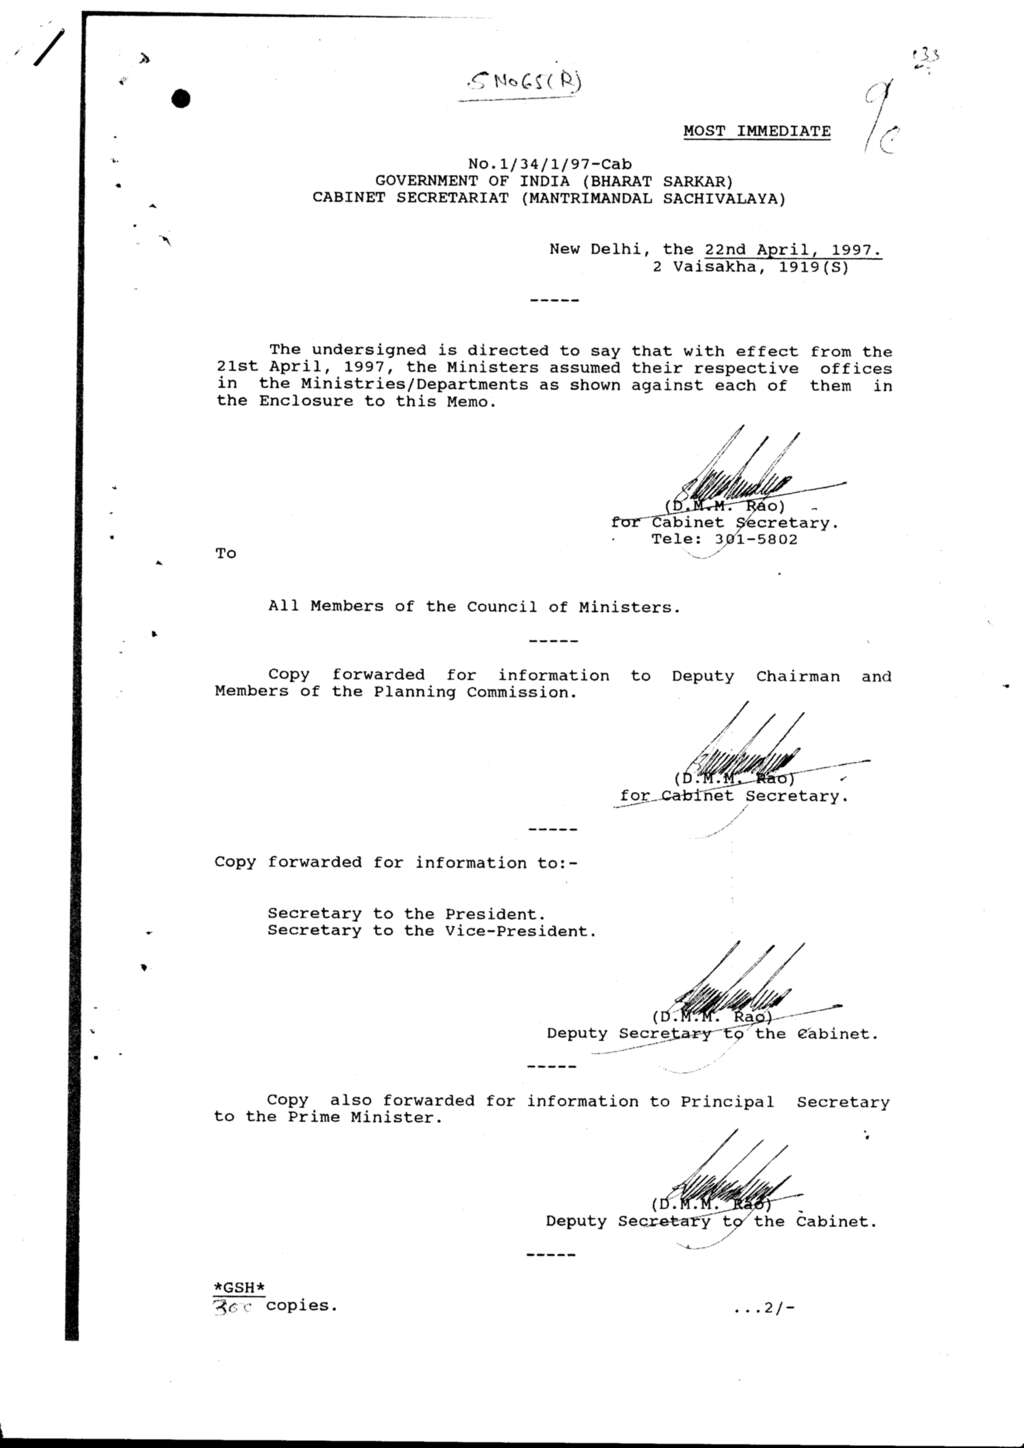 133
5 No GS(R)
9/c
MOST IMMEDIATE
No.1/34/1/97-Cab
GOVERNMENT OF INDIA (BHARAT SARKAR)
CABINET SECRETARIAT (MANTRIMANDAL SACHIVALAYA)
New Delhi, the 22nd April, 1997.
2 Vaisakha, 1919(S)
-----
The undersigned is directed to say that with effect from the
21st April, 1997, the Ministers assumed their respective offices
in the Ministries/Departments as shown against each of them in
the Enclosure to this Memo.
(D.M.M. Rao)
for Cabinet Secretary.
Tele: 301-5802
To
All Members of the Council of Ministers.
-----
Copy forwarded for information to Deputy Chairman and
Members of the Planning Commission.
(D.M.M. Rao)
for Cabinet Secretary.
-----
Copy forwarded for information to:-
Secretary to the President.
Secretary to the Vice-President.
(D.M.M. Rao)
Deputy Secretary to the Cabinet.
-----
Copy also forwarded for information to Principal Secretary
to the Prime Minister.
(D.M.M. Rao)
Deputy Secretary to the Cabinet.
-----
*GSH*
copies.
...2/-